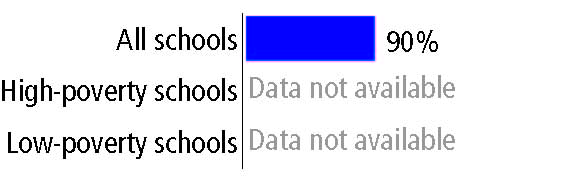 All schools 90%
High-poverty schools Data not available
Low-poverty schools Data not available